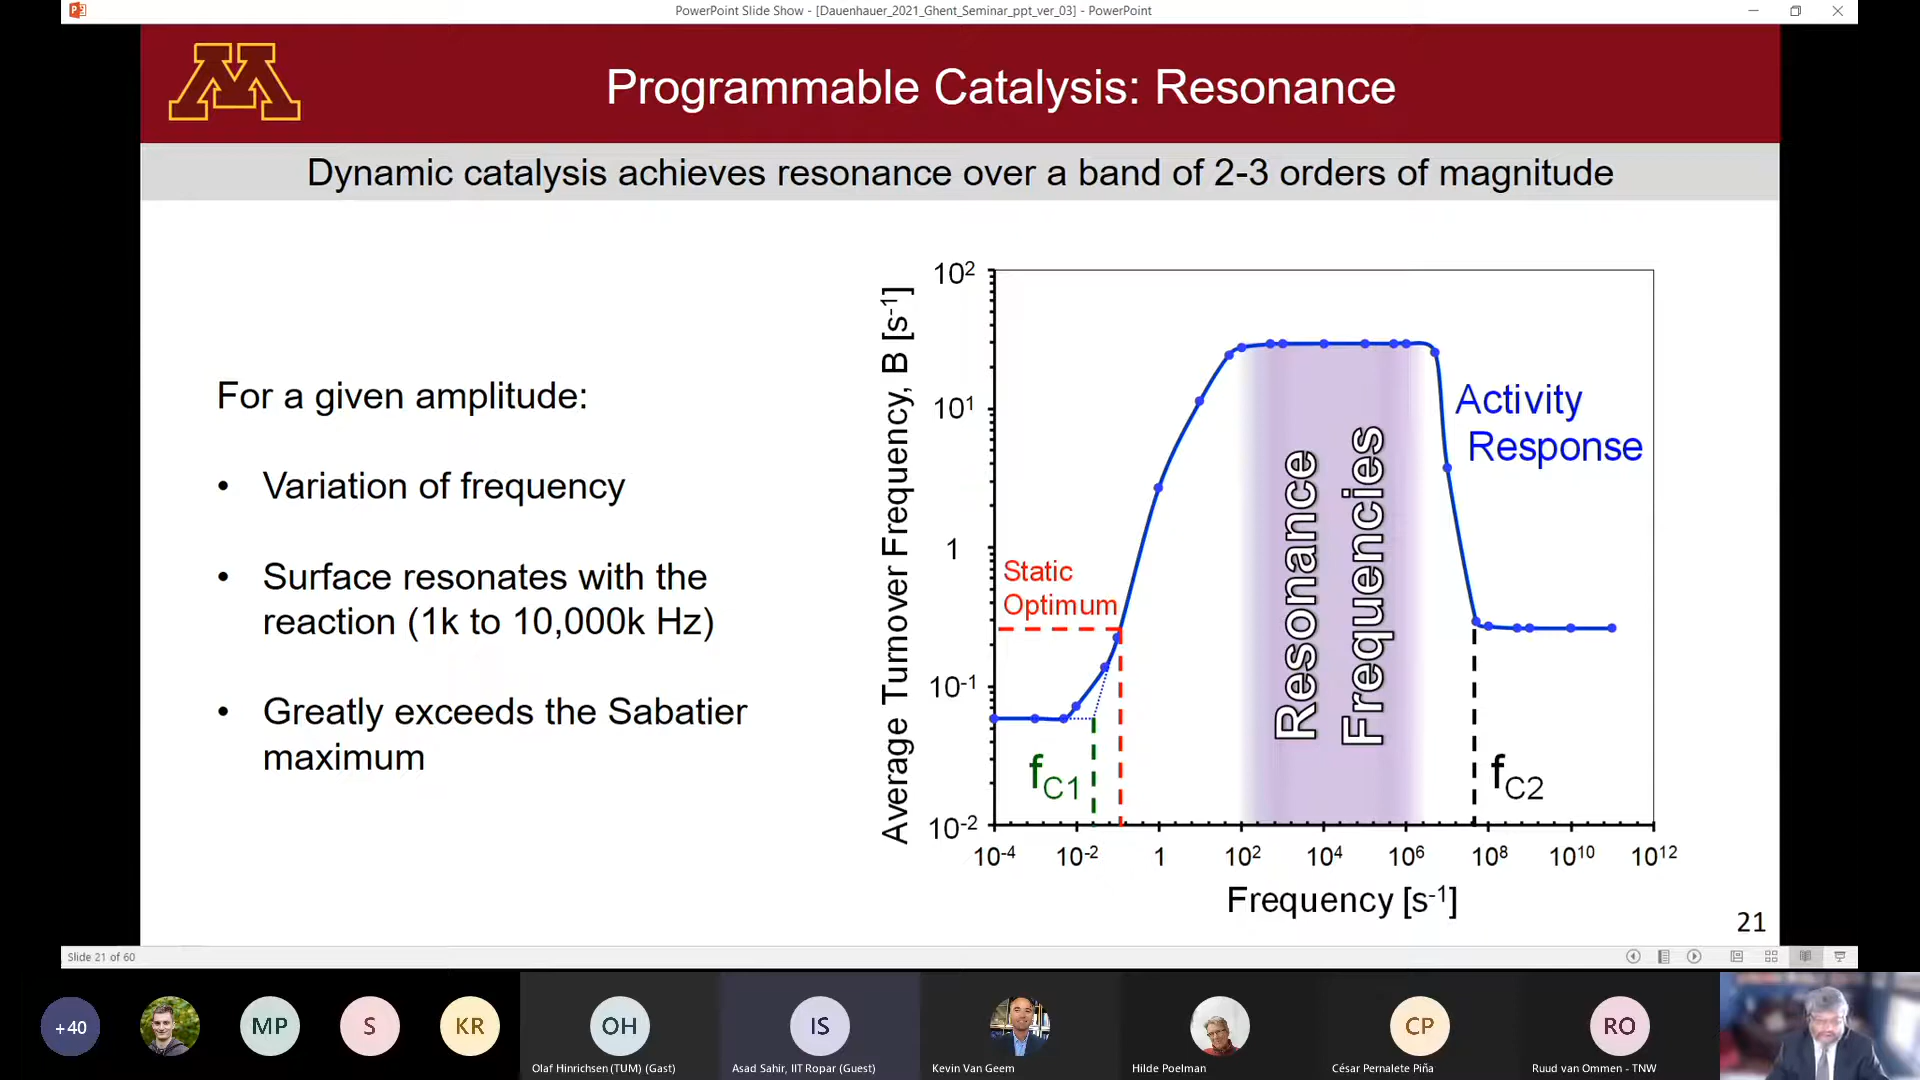 PowerPoint Slide Show - [Dauenhauer_2021_Ghent_Seminar_ppt_ver_03] - PowerPoint
M
Programmable Catalysis: Resonance
Dynamic catalysis achieves resonance over a band of 2-3 orders of magnitude
For a given amplitude:
• Variation of frequency
• Surface resonates with the
reaction (1k to 10,000k Hz)
• Greatly exceeds the Sabatier
maximum
Average Turnover Frequency, B [s⁻¹]
10²
10¹
1
10⁻¹
10⁻²
Static
Optimum
Resonance
Frequencies
Activity
Response
fC1
fC2
10⁻⁴ 10⁻² 1 10² 10⁴ 10⁶ 10⁸ 10¹⁰ 10¹²
Frequency [s⁻¹]
21
Slide 21 of 60
+40
MP
S
KR
OH
IS
CP
RO
Olaf Hinrichsen (TUM) (Gast)
Asad Sahir, IIT Ropar (Guest)
Kevin Van Geem
Hilde Poelman
César Pernalete Piña
Ruud van Ommen - TNW